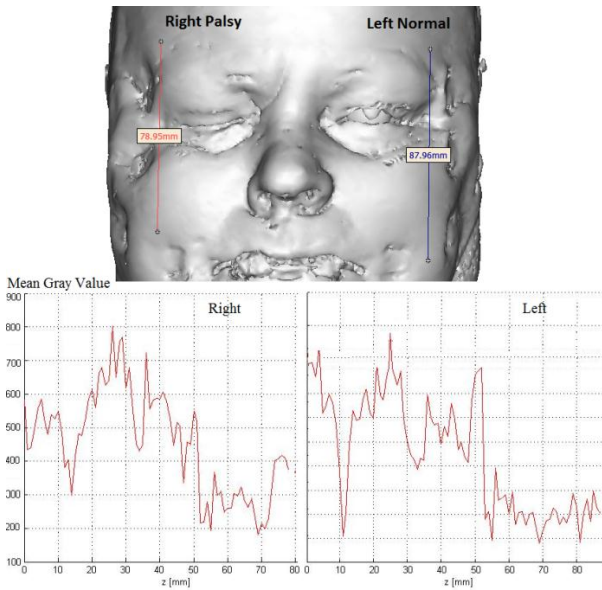 Right Palsy
Left Normal
78.95mm
87.96mm
Mean Gray Value
Right
Left
900
800
700
600
500
400
300
200
100
0 10 20 30 40 50 60 70 80
z [mm]
0 10 20 30 40 50 60 70 80
z [mm]